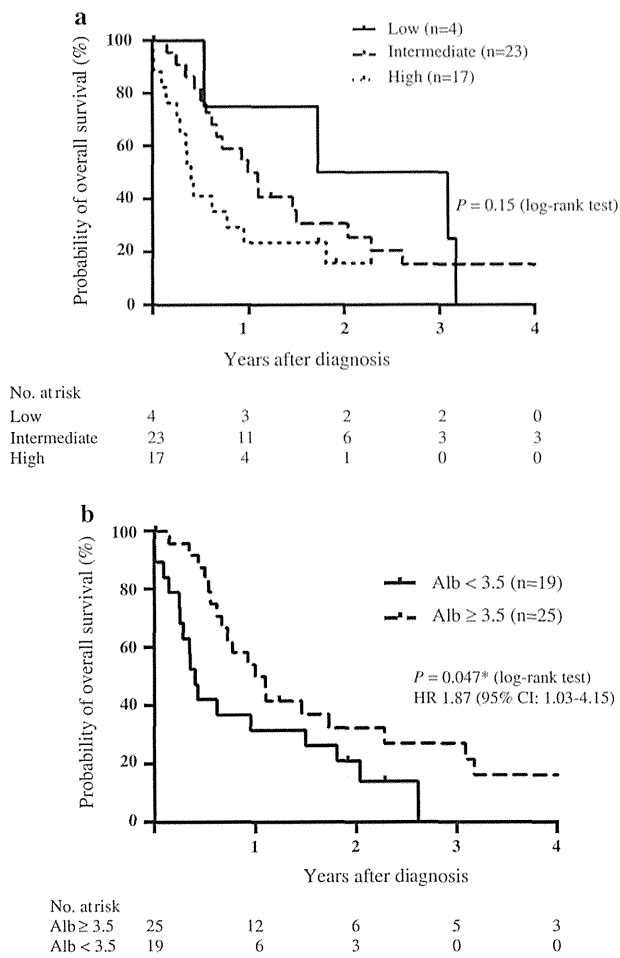 a
Low (n=4)
Intermediate (n=23)
High (n=17)
Probability of overall survival (%)
100
80
60
40
20
0
P = 0.15 (log-rank test)
1 2 3 4
Years after diagnosis
No. at risk
Low 4 3 2 2 0
Intermediate 23 11 6 3 3
High 17 4 1 0 0
b
Probability of overall survival (%)
100
80
60
40
20
0
Alb < 3.5 (n=19)
Alb ≥ 3.5 (n=25)
P = 0.047* (log-rank test)
HR 1.87 (95% CI: 1.03-4.15)
1 2 3 4
Years after diagnosis
No. at risk
Alb ≥ 3.5 25 12 6 5 3
Alb < 3.5 19 6 3 0 0